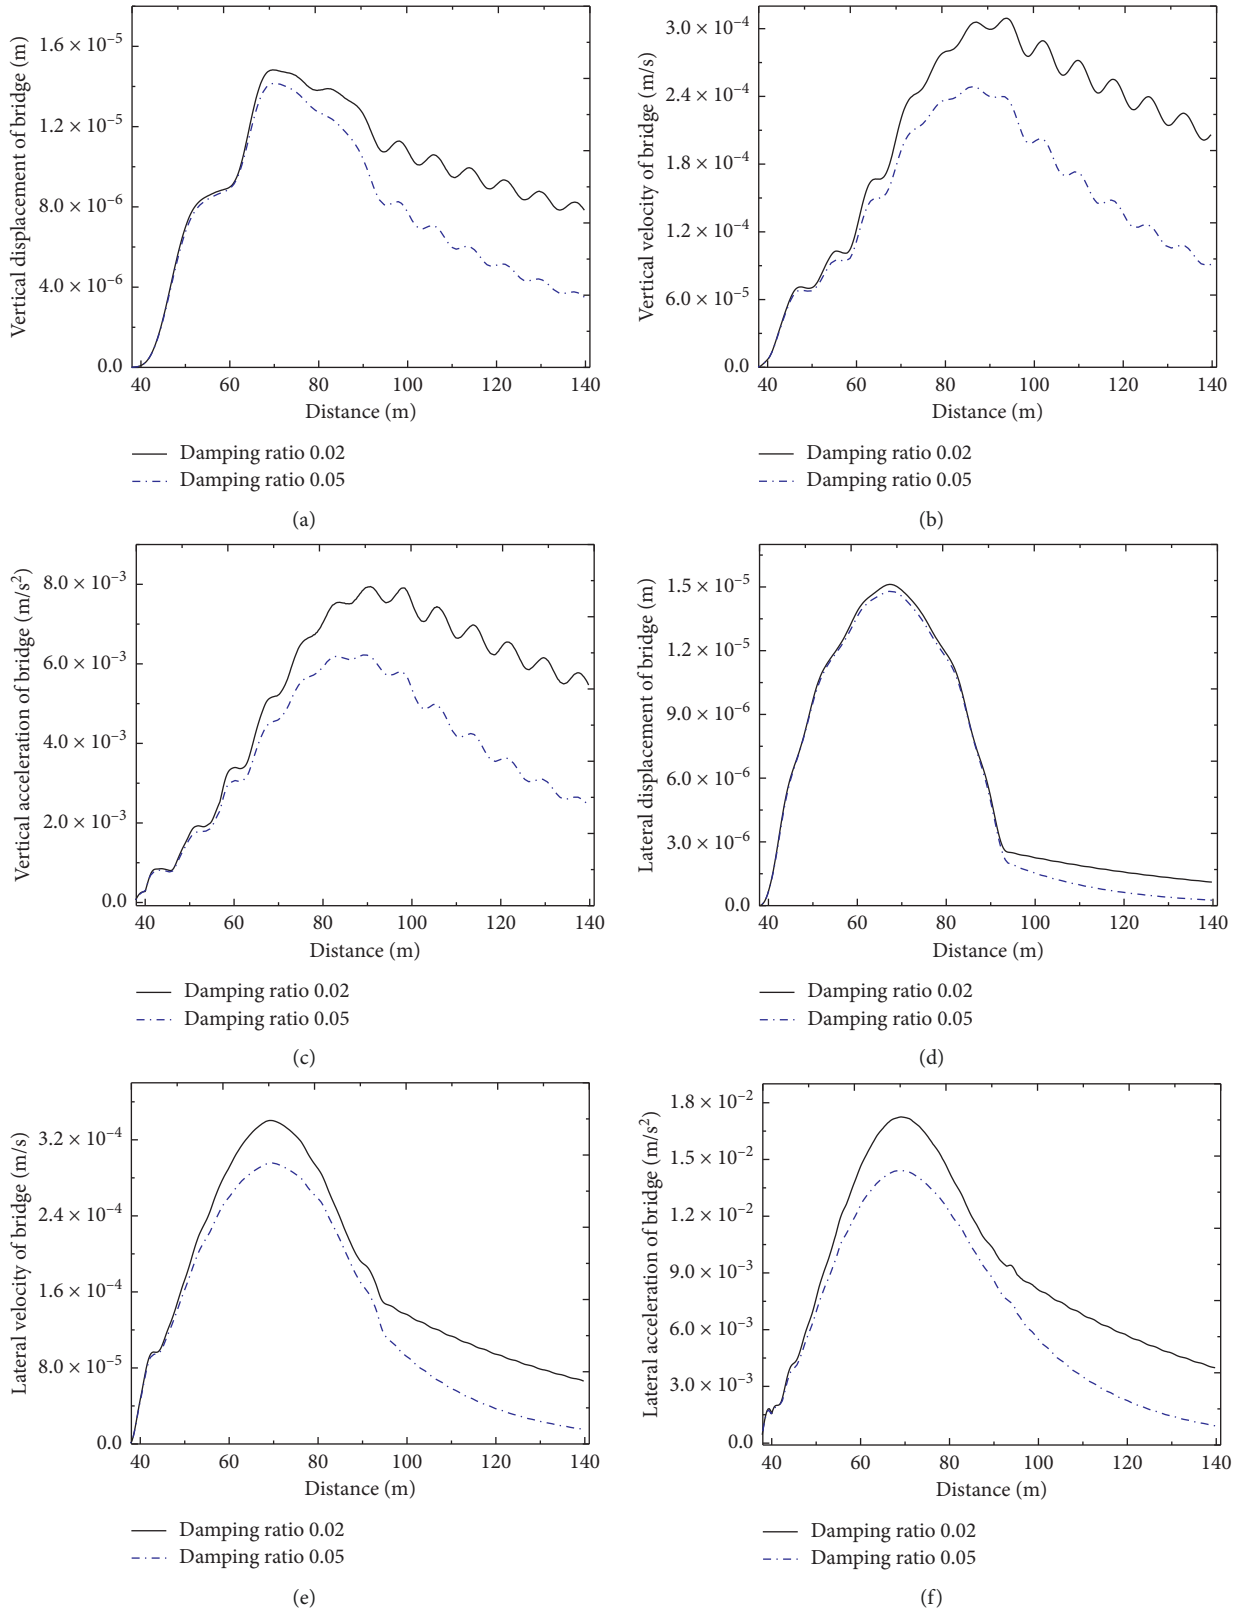 Vertical displacement of bridge (m)
1.6 × 10⁻⁵
1.2 × 10⁻⁵
8.0 × 10⁻⁶
4.0 × 10⁻⁶
0.0
40 60 80 100 120 140
Distance (m)
Damping ratio 0.02
Damping ratio 0.05
(a)
Vertical velocity of bridge (m/s)
3.0 × 10⁻⁴
2.4 × 10⁻⁴
1.8 × 10⁻⁴
1.2 × 10⁻⁴
6.0 × 10⁻⁵
0.0
40 60 80 100 120 140
Distance (m)
Damping ratio 0.02
Damping ratio 0.05
(b)
Vertical acceleration of bridge (m/s²)
8.0 × 10⁻³
6.0 × 10⁻³
4.0 × 10⁻³
2.0 × 10⁻³
0.0
40 60 80 100 120 140
Distance (m)
Damping ratio 0.02
Damping ratio 0.05
(c)
Lateral displacement of bridge (m)
1.5 × 10⁻⁵
1.2 × 10⁻⁵
9.0 × 10⁻⁶
6.0 × 10⁻⁶
3.0 × 10⁻⁶
0.0
40 60 80 100 120 140
Distance (m)
Damping ratio 0.02
Damping ratio 0.05
(d)
Lateral velocity of bridge (m/s)
3.2 × 10⁻⁴
2.4 × 10⁻⁴
1.6 × 10⁻⁴
8.0 × 10⁻⁵
0.0
40 60 80 100 120 140
Distance (m)
Damping ratio 0.02
Damping ratio 0.05
(e)
Lateral acceleration of bridge (m/s²)
1.8 × 10⁻²
1.5 × 10⁻²
1.2 × 10⁻²
9.0 × 10⁻³
6.0 × 10⁻³
3.0 × 10⁻³
0.0
40 60 80 100 120 140
Distance (m)
Damping ratio 0.02
Damping ratio 0.05
(f)